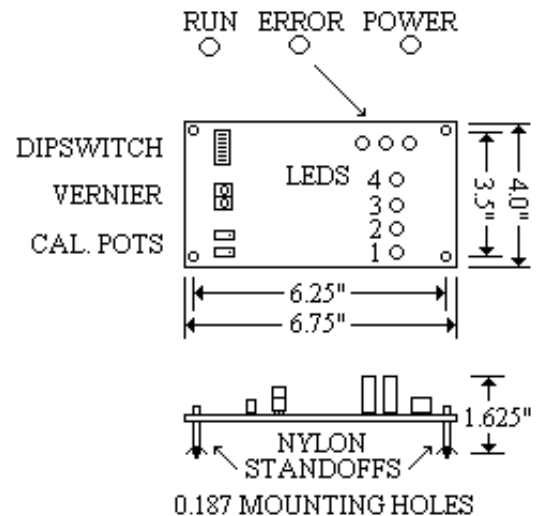 RUN ERROR POWER
DIPSWITCH
LEDS
VERNIER
CAL. POTS
4
3
2
1
3.5"
4.0"
6.25"
6.75"
1.625"
NYLON
STANDOFFS
0.187 MOUNTING HOLES